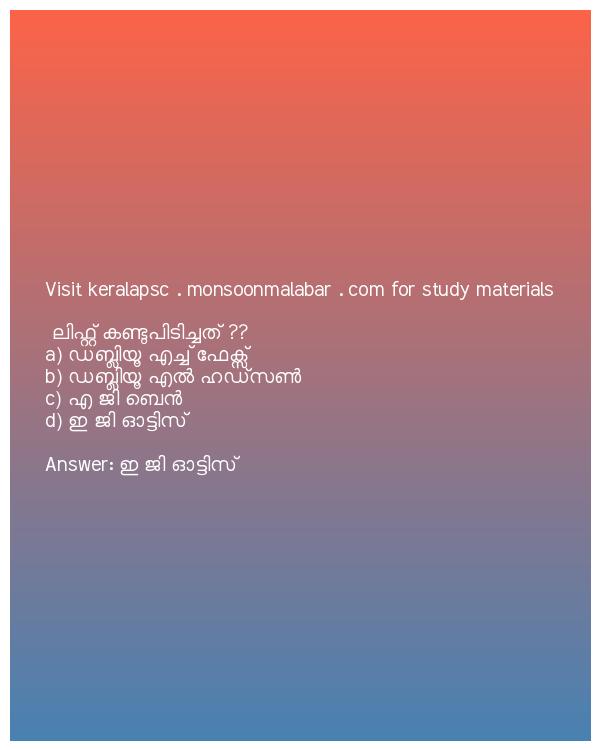 Visit keralapsc . monsoonmalabar . com for study materials
ലിഫ്റ്റ് കണ്ടുപിടിച്ചത് ??
a) ഡബ്ലിയൂ എച്ച് ഫേക്സ്
b) ഡബ്ലിയൂ എൽ ഹഡ്സൺ
c) എ ജി ബെൻ
d) ഇ ജി ഓട്ടിസ്
Answer: ഇ ജി ഓട്ടിസ്